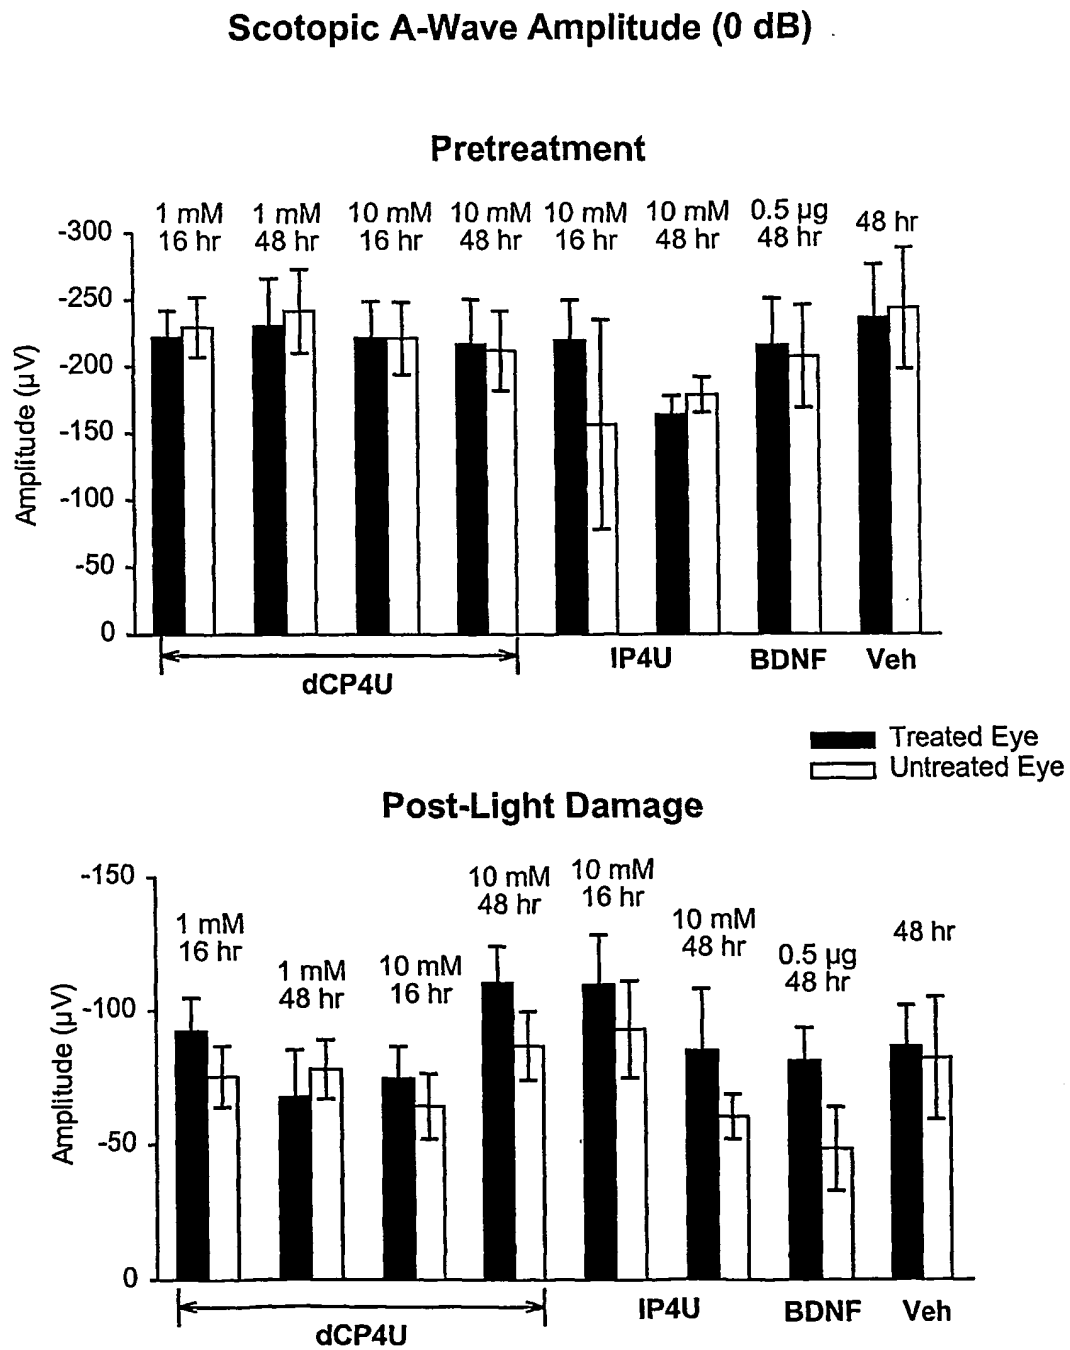 Scotopic A-Wave Amplitude (0 dB)
Pretreatment
1 mM
16 hr
1 mM
48 hr
10 mM
16 hr
10 mM
48 hr
10 mM
16 hr
10 mM
48 hr
0.5 µg
48 hr
48 hr
-300
-250
-200
-150
-100
-50
0
Amplitude (µV)
dCP4U
IP4U
BDNF
Veh
Treated Eye
Untreated Eye
Post-Light Damage
1 mM
16 hr
1 mM
48 hr
10 mM
16 hr
10 mM
48 hr
10 mM
16 hr
10 mM
48 hr
0.5 µg
48 hr
48 hr
-150
-100
-50
0
Amplitude (µV)
dCP4U
IP4U
BDNF
Veh